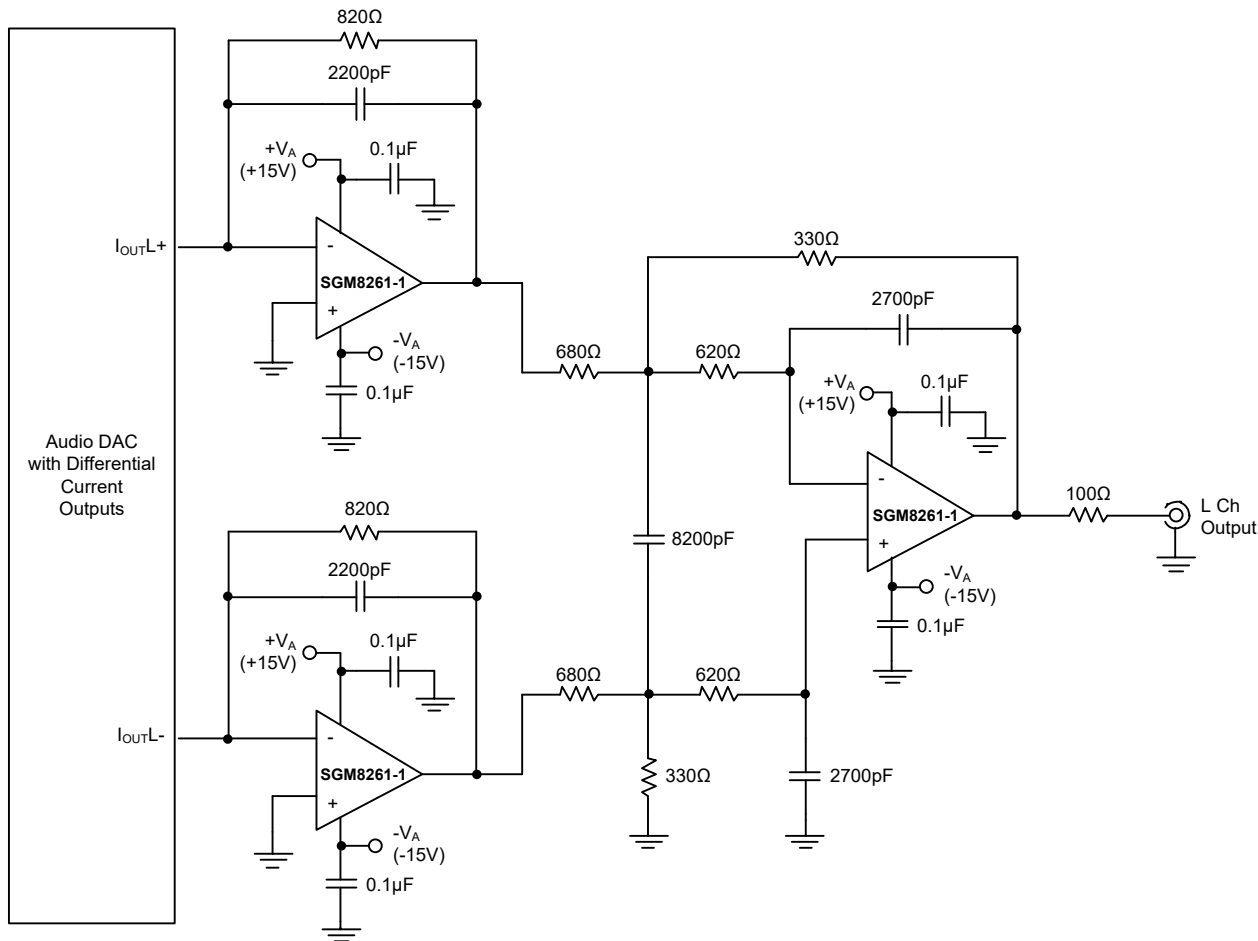 820Ω
2200pF
+VA
(+15V)
0.1μF
IOUTL+
-
SGM8261-1
+
-VA
(-15V)
0.1μF
330Ω
2700pF
680Ω
620Ω
+VA
(+15V)
0.1μF
Audio DAC
with Differential
Current
Outputs
-
SGM8261-1
+
100Ω
L Ch
Output
820Ω
8200pF
2200pF
-VA
(-15V)
0.1μF
+VA
(+15V)
0.1μF
680Ω
620Ω
IOUTL-
-
SGM8261-1
+
330Ω
2700pF
-VA
(-15V)
0.1μF